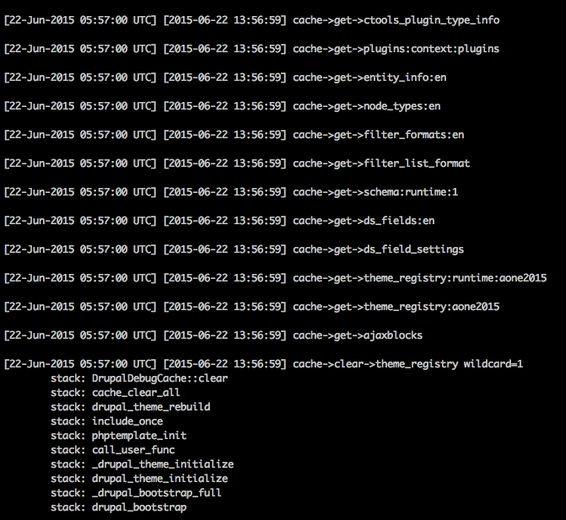 [22-Jun-2015 05:57:00 UTC] [2015-06-22 13:56:59] cache->get->ctools_plugin_type_info
[22-Jun-2015 05:57:00 UTC] [2015-06-22 13:56:59] cache->get->plugins:context:plugins
[22-Jun-2015 05:57:00 UTC] [2015-06-22 13:56:59] cache->get->entity_info:en
[22-Jun-2015 05:57:00 UTC] [2015-06-22 13:56:59] cache->get->node_types:en
[22-Jun-2015 05:57:00 UTC] [2015-06-22 13:56:59] cache->get->filter_formats:en
[22-Jun-2015 05:57:00 UTC] [2015-06-22 13:56:59] cache->get->filter_list_format
[22-Jun-2015 05:57:00 UTC] [2015-06-22 13:56:59] cache->get->schema:runtime:1
[22-Jun-2015 05:57:00 UTC] [2015-06-22 13:56:59] cache->get->ds_fields:en
[22-Jun-2015 05:57:00 UTC] [2015-06-22 13:56:59] cache->get->ds_field_settings
[22-Jun-2015 05:57:00 UTC] [2015-06-22 13:56:59] cache->get->theme_registry:runtime:aone2015
[22-Jun-2015 05:57:00 UTC] [2015-06-22 13:56:59] cache->get->theme_registry:aone2015
[22-Jun-2015 05:57:00 UTC] [2015-06-22 13:56:59] cache->get->ajaxblocks
[22-Jun-2015 05:57:00 UTC] [2015-06-22 13:56:59] cache->clear->theme_registry wildcard=1
stack: DrupalDebugCache::clear
stack: cache_clear_all
stack: drupal_theme_rebuild
stack: include_once
stack: phptemplate_init
stack: call_user_func
stack: _drupal_theme_initialize
stack: drupal_theme_initialize
stack: _drupal_bootstrap_full
stack: drupal_bootstrap